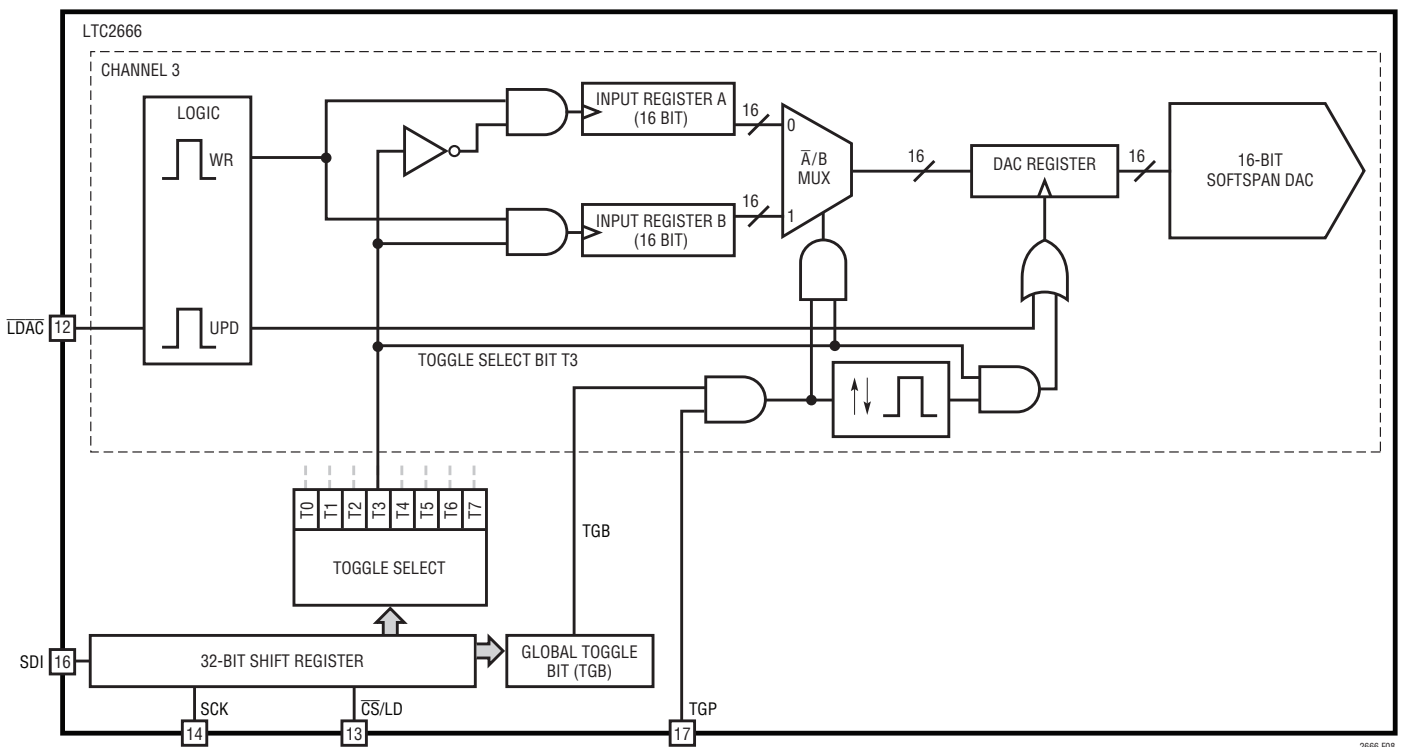 LTC2666
CHANNEL 3
LOGIC
WR
UPD
INPUT REGISTER A
(16 BIT)
16
0
A̅/B
MUX
16
DAC REGISTER
16
16-BIT
SOFTSPAN DAC
INPUT REGISTER B
(16 BIT)
16
1
L̅D̅A̅C̅
12
TOGGLE SELECT BIT T3
T0
T1
T2
T3
T4
T5
T6
T7
TOGGLE SELECT
TGB
SDI
16
32-BIT SHIFT REGISTER
GLOBAL TOGGLE
BIT (TGB)
SCK
C̅S̅/LD
TGP
14
13
17
2666 F08